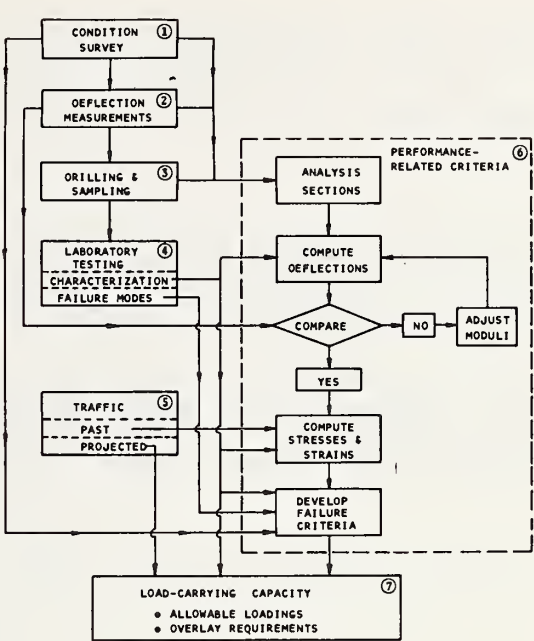 CONDITION ①
SURVEY
OEFLECTION ②
MEASUREMENTS
ORILLING & ③
SAMPLING
LABORATORY ④
TESTING
CHARACTERIZATION
FAILURE MODES
TRAFFIC ⑤
PAST
PROJECTED
PERFORMANCE- ⑥
RELATED CRITERIA
ANALYSIS
SECTIONS
COMPUTE
OEFLECTIONS
COMPARE
NO
ADJUST
MODULI
YES
COMPUTE
STRESSES &
STRAINS
DEVELOP
FAILURE
CRITERIA
LOAD-CARRYING CAPACITY ⑦
• ALLOWABLE LOADINGS
• OVERLAY REQUIREMENTS